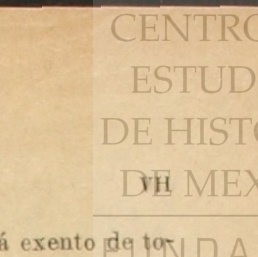 CENTRO
ESTUD
DE HISTO
DE MEX
VH
á exento de to-
FUNDA